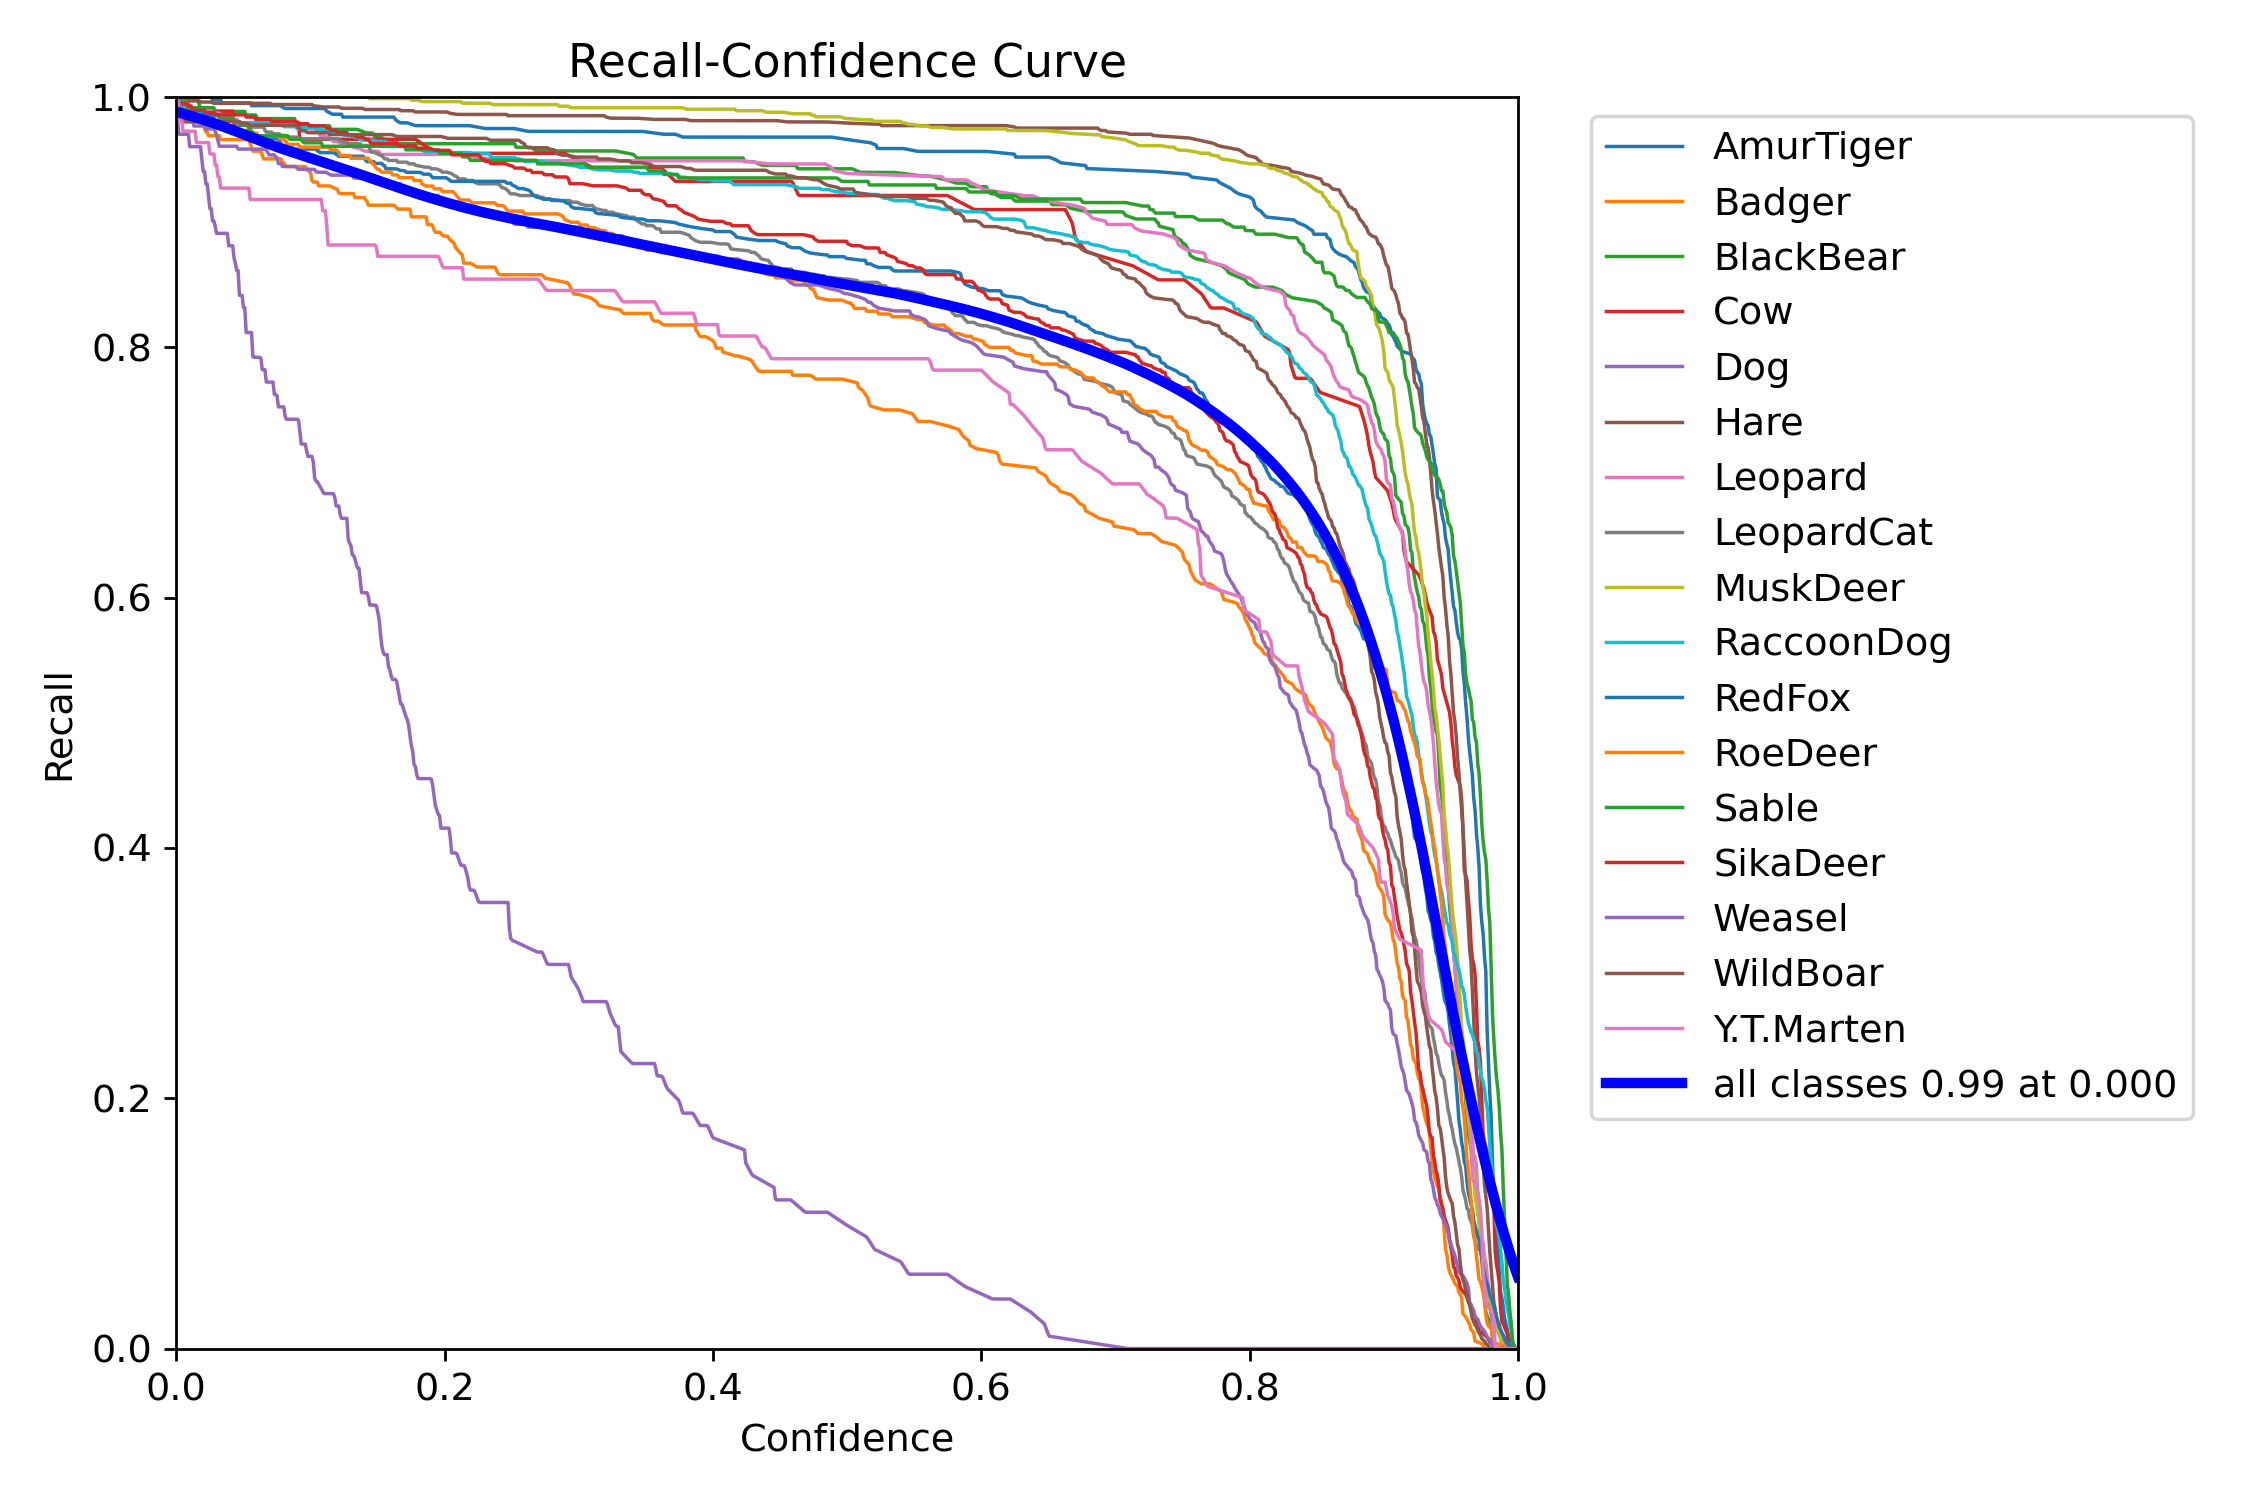 Recall-Confidence Curve
1.0
0.8
0.6
0.4
0.2
0.0
Recall
0.0 0.2 0.4 0.6 0.8 1.0
Confidence
AmurTiger
Badger
BlackBear
Cow
Dog
Hare
Leopard
LeopardCat
MuskDeer
RaccoonDog
RedFox
RoeDeer
Sable
SikaDeer
Weasel
WildBoar
Y.T.Marten
all classes 0.99 at 0.000